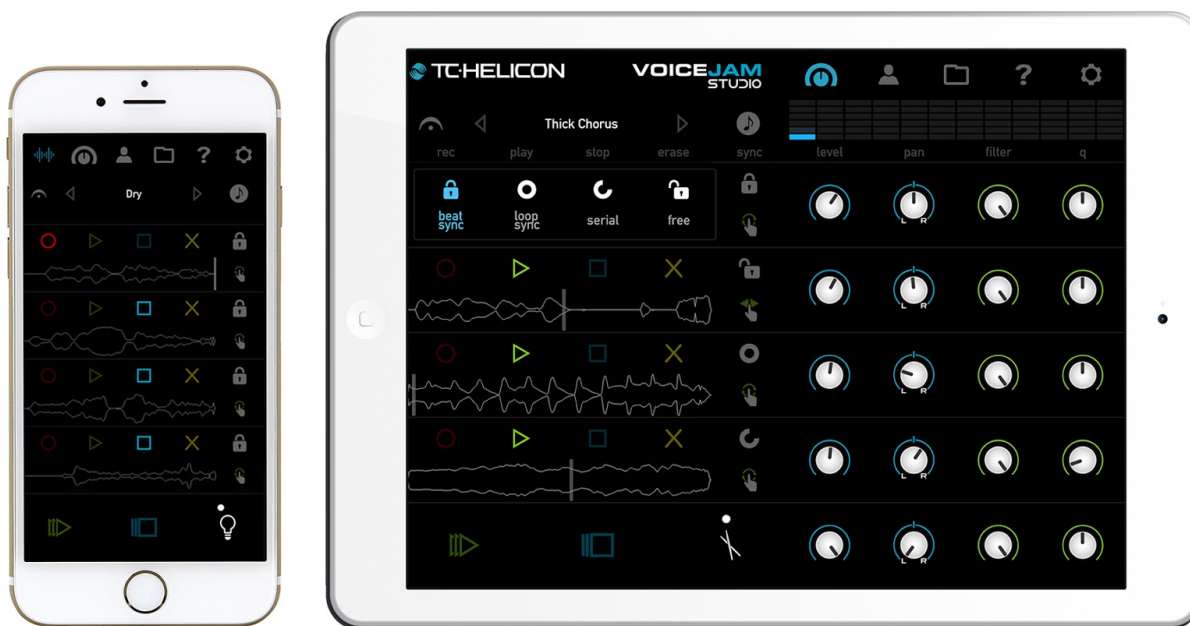 ?
Dry
TC·HELICON
VOICEJAM
STUDIO
?
Thick Chorus
rec play stop erase sync level pan filter q
beat
sync
loop
sync
serial
free
L R
L R
L R
L R
L R